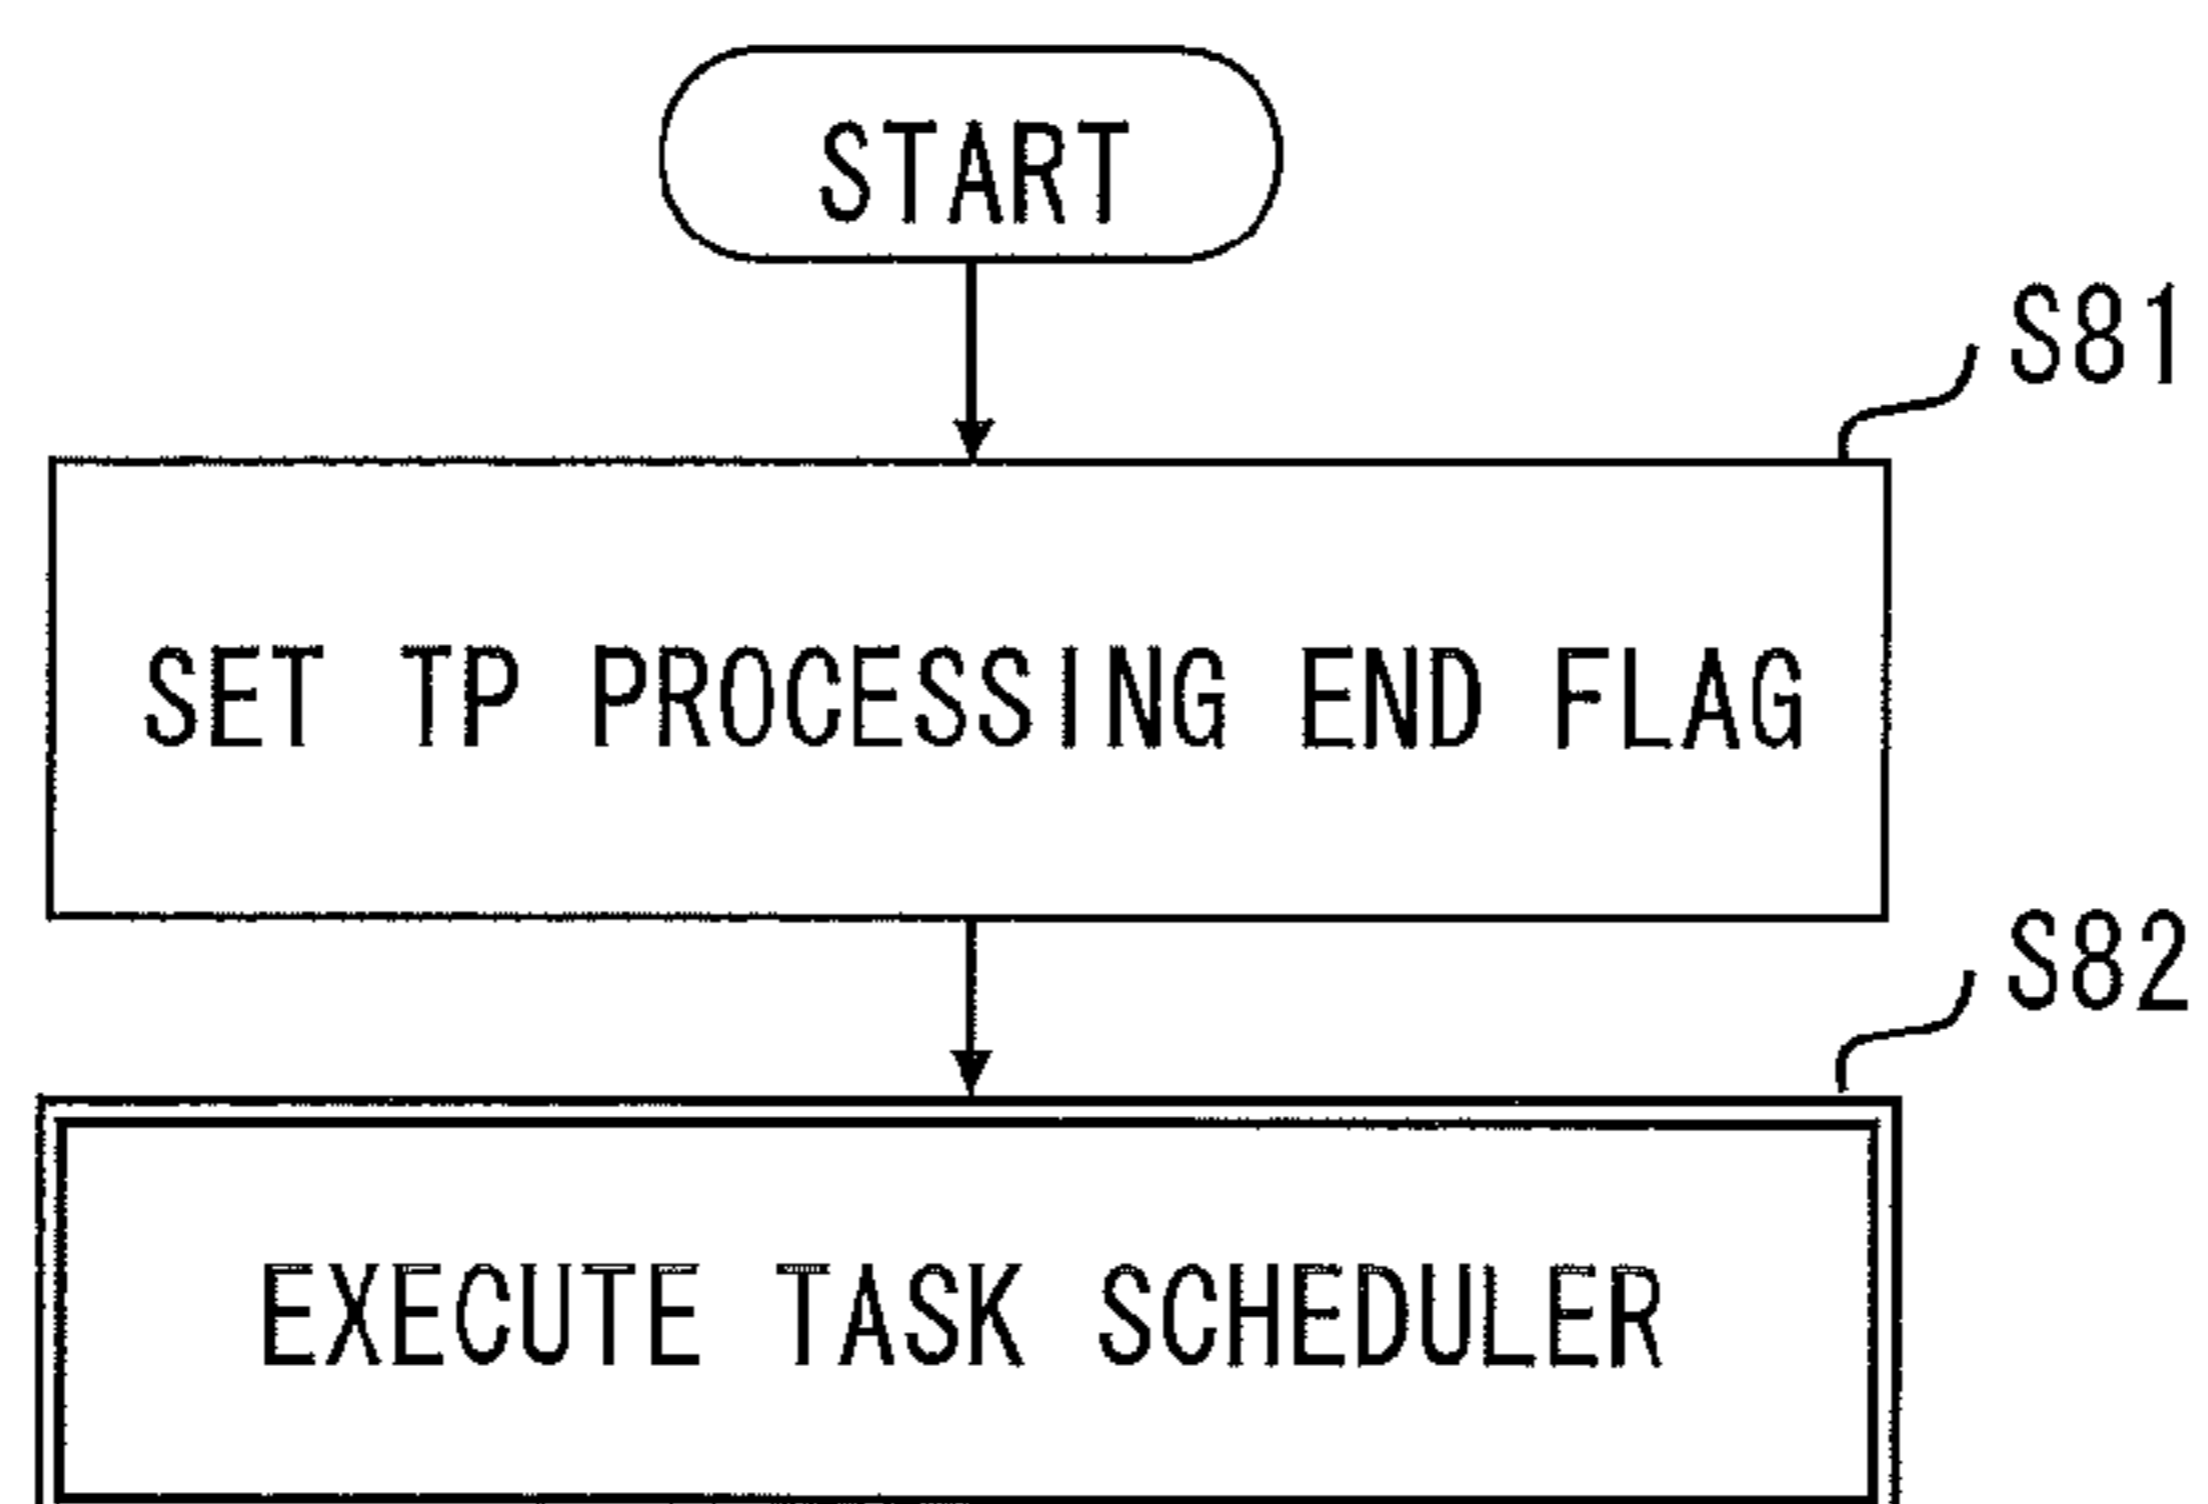 START
S81
SET TP PROCESSING END FLAG
S82
EXECUTE TASK SCHEDULER